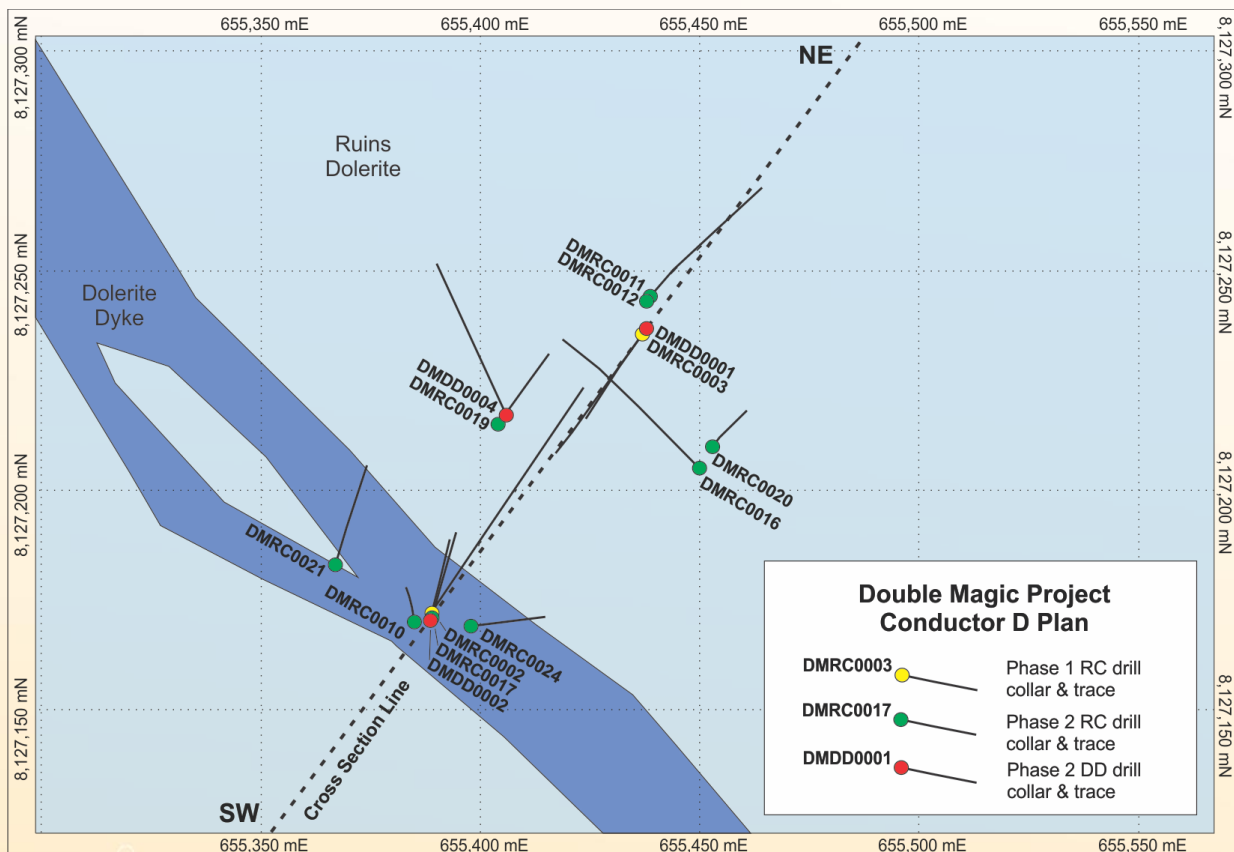 655,350 mE
655,400 mE
655,450 mE
655,500 mE
655,550 mE
8,127,300 mN
8,127,300 mN
NE
Ruins
Dolerite
8,127,250 mN
DMRC0011
DMRC0012
8,127,250 mN
Dolerite
Dyke
DMDD0001
DMRC0003
DMDD0004
DMRC0019
DMRC0020
DMRC0016
8,127,200 mN
8,127,200 mN
DMRC0021
DMRC0010
DMRC0002
DMRC0017
DMDD0002
DMRC0024
8,127,150 mN
8,127,150 mN
Cross Section Line
SW
Double Magic Project
Conductor D Plan
DMRC0003
Phase 1 RC drill
collar & trace
DMRC0017
Phase 2 RC drill
collar & trace
DMDD0001
Phase 2 DD drill
collar & trace
655,350 mE
655,400 mE
655,450 mE
655,500 mE
655,550 mE